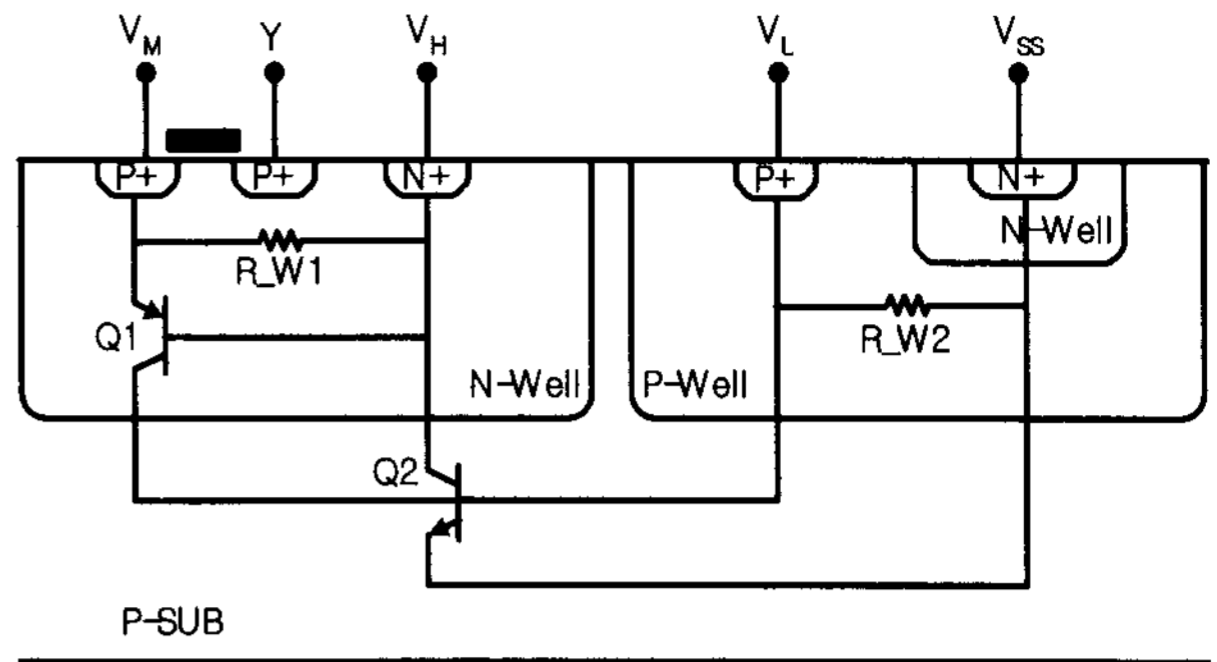 V_M Y V_H V_L V_SS
P+ P+ N+ P+ N+
N-Well
R_W1
R_W2
Q1
N-Well P-Well
Q2
P-SUB